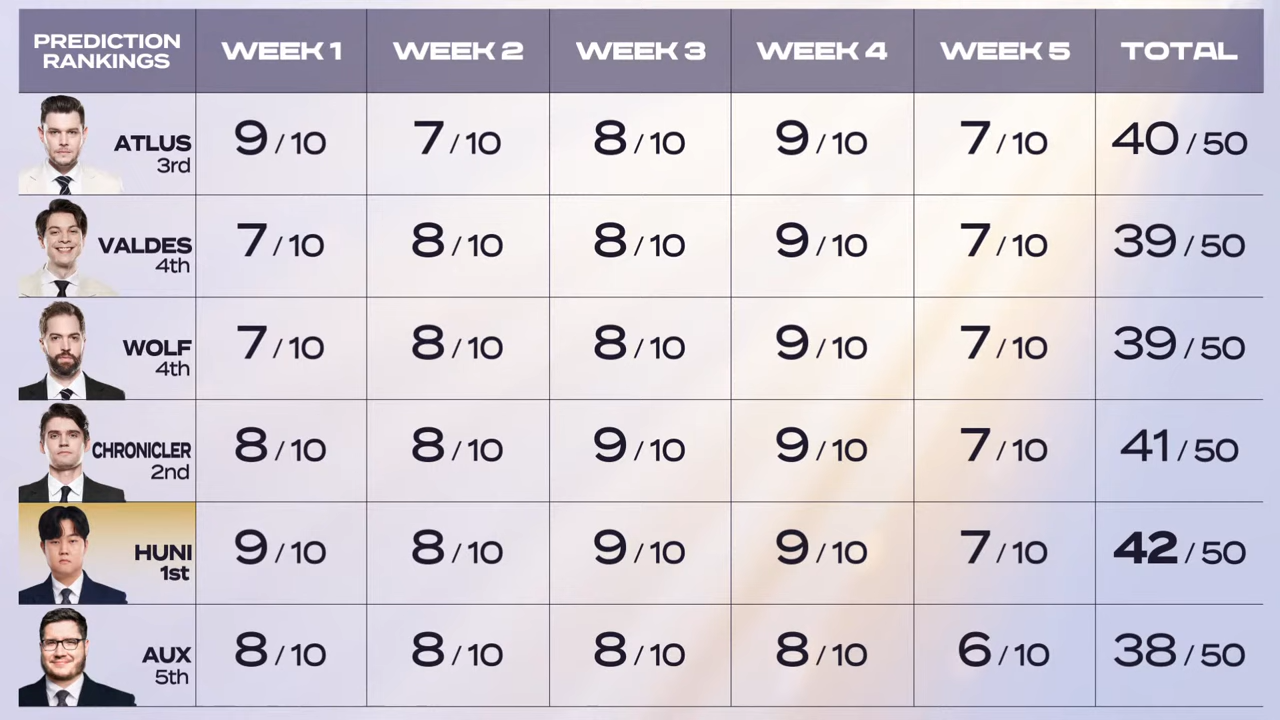 PREDICTION
RANKINGS
WEEK 1
WEEK 2
WEEK 3
WEEK 4
WEEK 5
TOTAL
ATLUS
3rd
9 / 10
7 / 10
8 / 10
9 / 10
7 / 10
40 / 50
VALDES
4th
7 / 10
8 / 10
8 / 10
9 / 10
7 / 10
39 / 50
WOLF
4th
7 / 10
8 / 10
8 / 10
9 / 10
7 / 10
39 / 50
CHRONICLER
2nd
8 / 10
8 / 10
9 / 10
9 / 10
7 / 10
41 / 50
HUNI
1st
9 / 10
8 / 10
9 / 10
9 / 10
7 / 10
42 / 50
AUX
5th
8 / 10
8 / 10
8 / 10
8 / 10
6 / 10
38 / 50